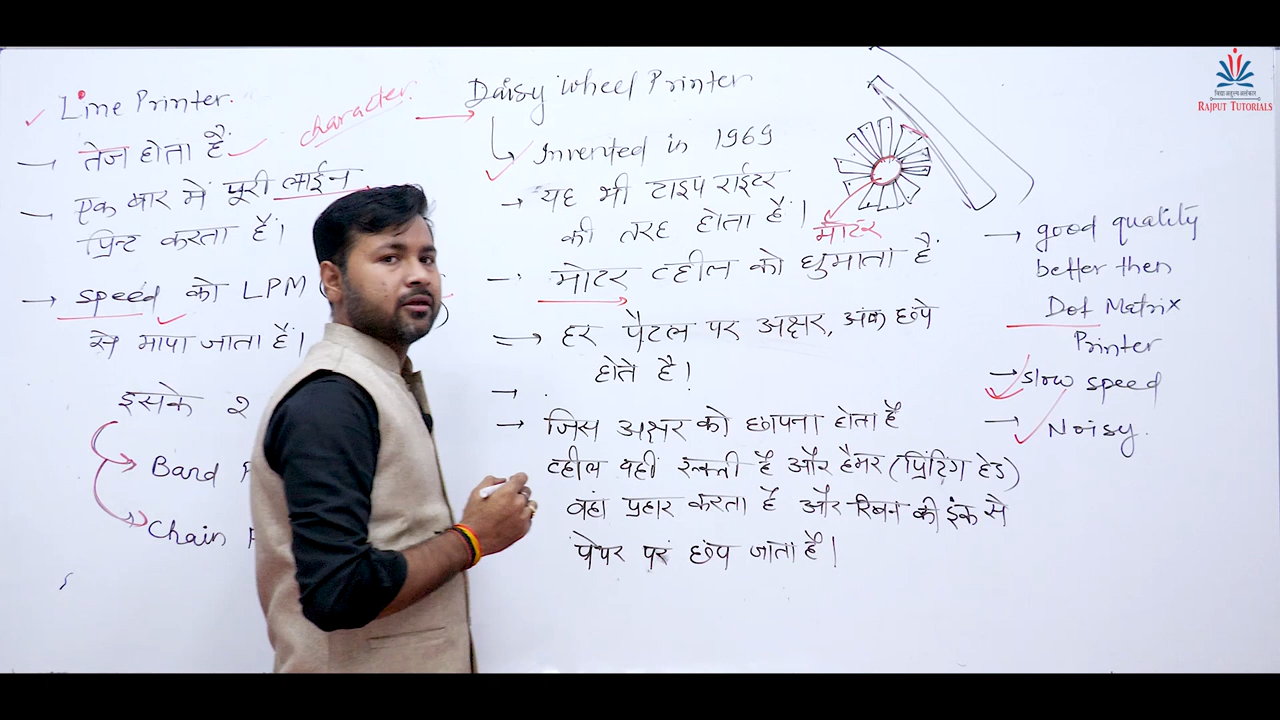 Line Printer.
→ तेज होता है
→ एक बार में पूरी लाईन
प्रिन्ट करता है।
→ speed को LPM (
) से मापा जाता है।
इसके 2
Band P
Chain P
character
Daisy wheel Printer
Invented in 1969
→ यह भी टाइप राईटर
की तरह होता है।
- मोटर व्हील को घुमाता है
→ हर पैटल पर अक्षर, अंक छपे
होते है!
→ .
→ जिस अक्षर को छापना होता है
व्हील वहीं रूकती है और हैमर (प्रिंटिंग हेड)
वहां प्रहार करता है और रिबन की इंक से
पेपर पर छप जाता है।
मोटर
→ good quality
better then
Dot Matrix
Printer
→ slow speed
→ Noisy.
विद्या अमूल्य अलंकार
RAJPUT TUTORIALS